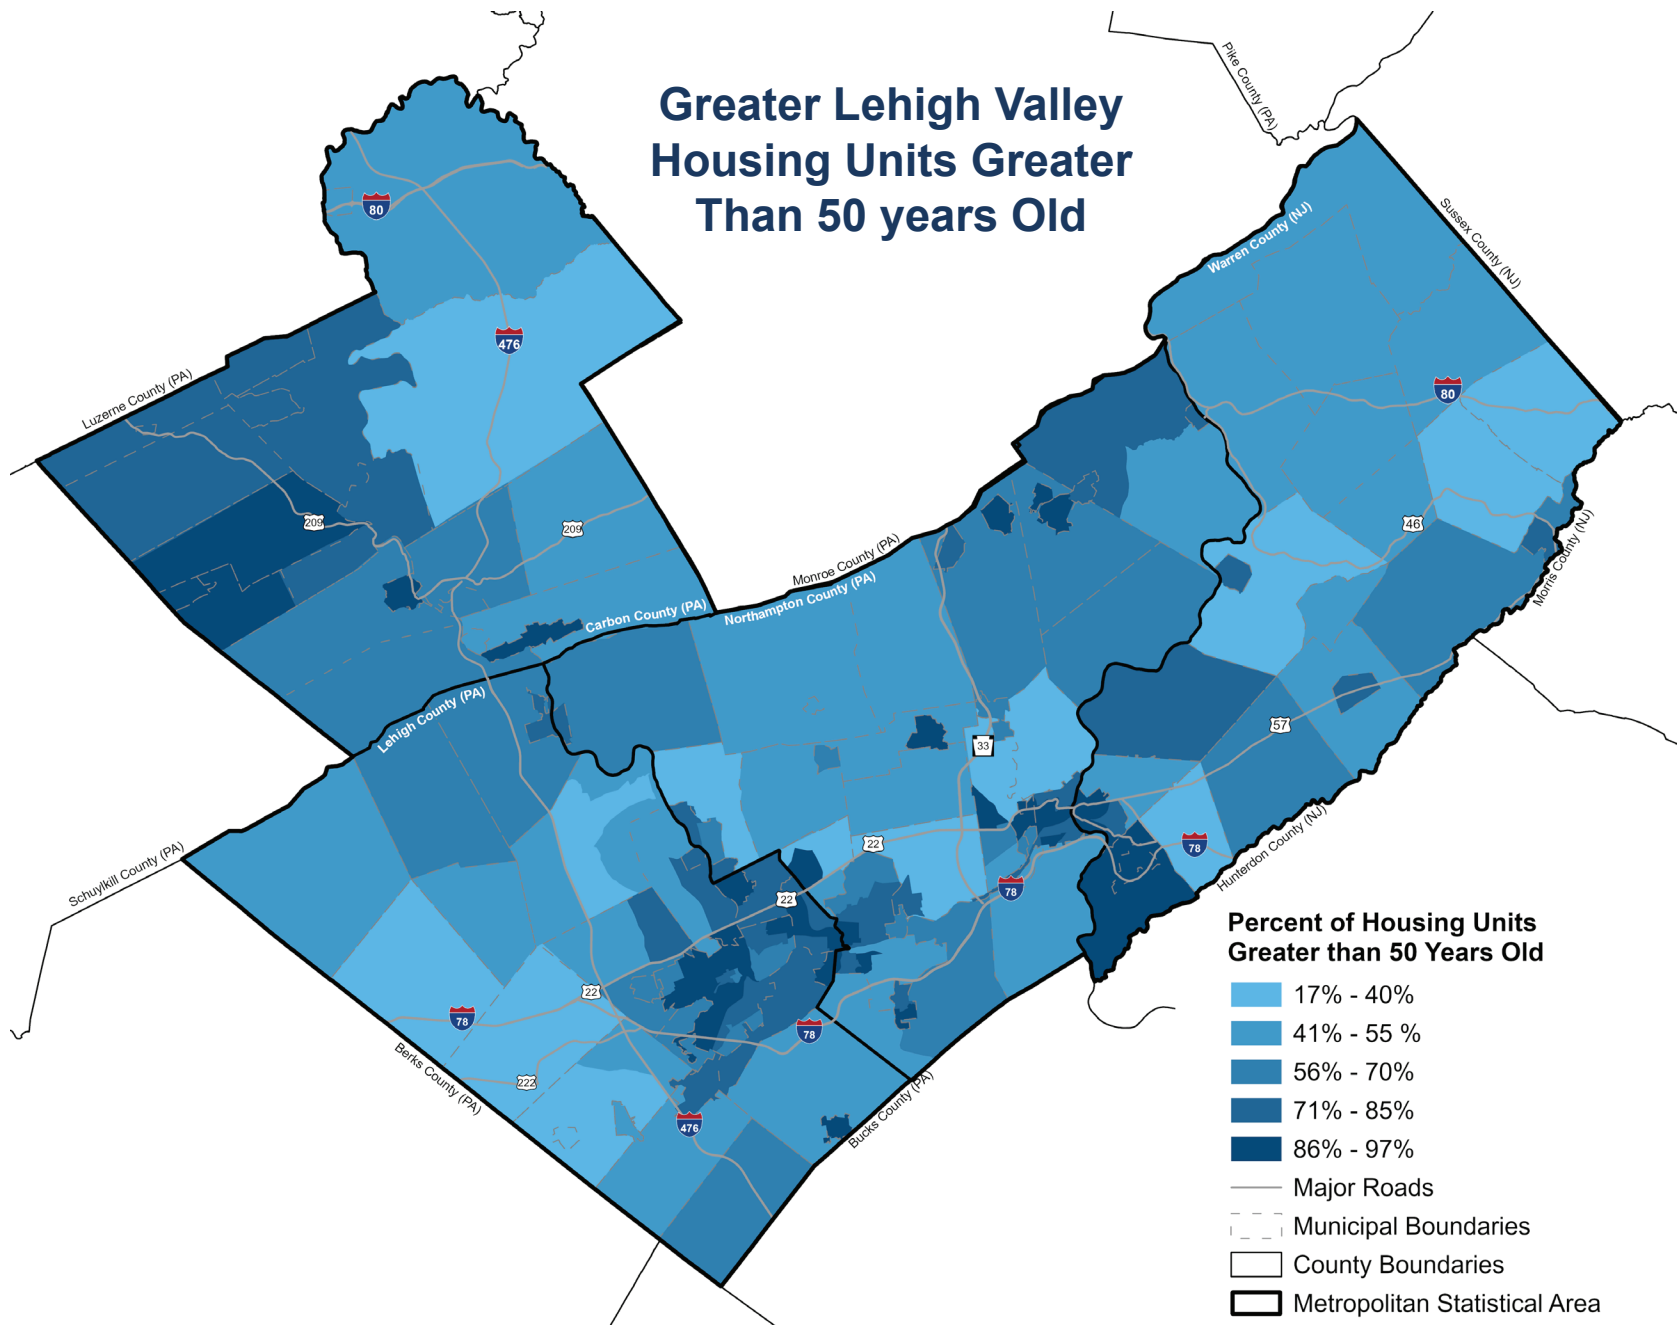 Greater Lehigh Valley
Housing Units Greater
Than 50 years Old
Pike County (PA)
Sussex County (NJ)
Warren County (NJ)
80
476
Luzerne County (PA)
80
209
209
46
Morris County (NJ)
Monroe County (PA)
Northampton County (PA)
Carbon County (PA)
Lehigh County (PA)
33
57
Schuylkill County (PA)
22
78
78
Hunterdon County (NJ)
22
22
78
78
Berks County (PA)
222
476
Bucks County (PA)
Percent of Housing Units
Greater than 50 Years Old
17% - 40%
41% - 55 %
56% - 70%
71% - 85%
86% - 97%
Major Roads
Municipal Boundaries
County Boundaries
Metropolitan Statistical Area